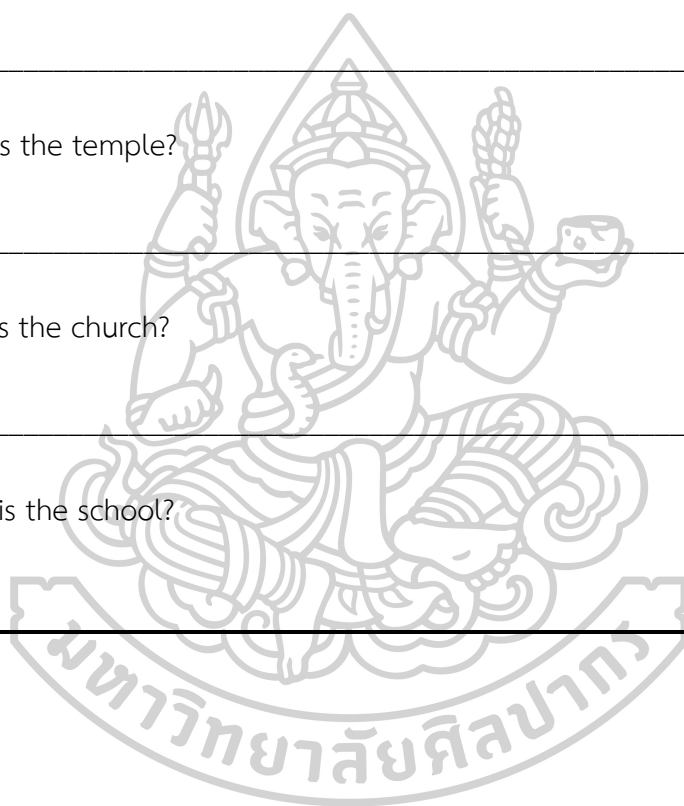 s the temple?
s the church?
is the school?
มหาวิทยาลัยศิลปากร